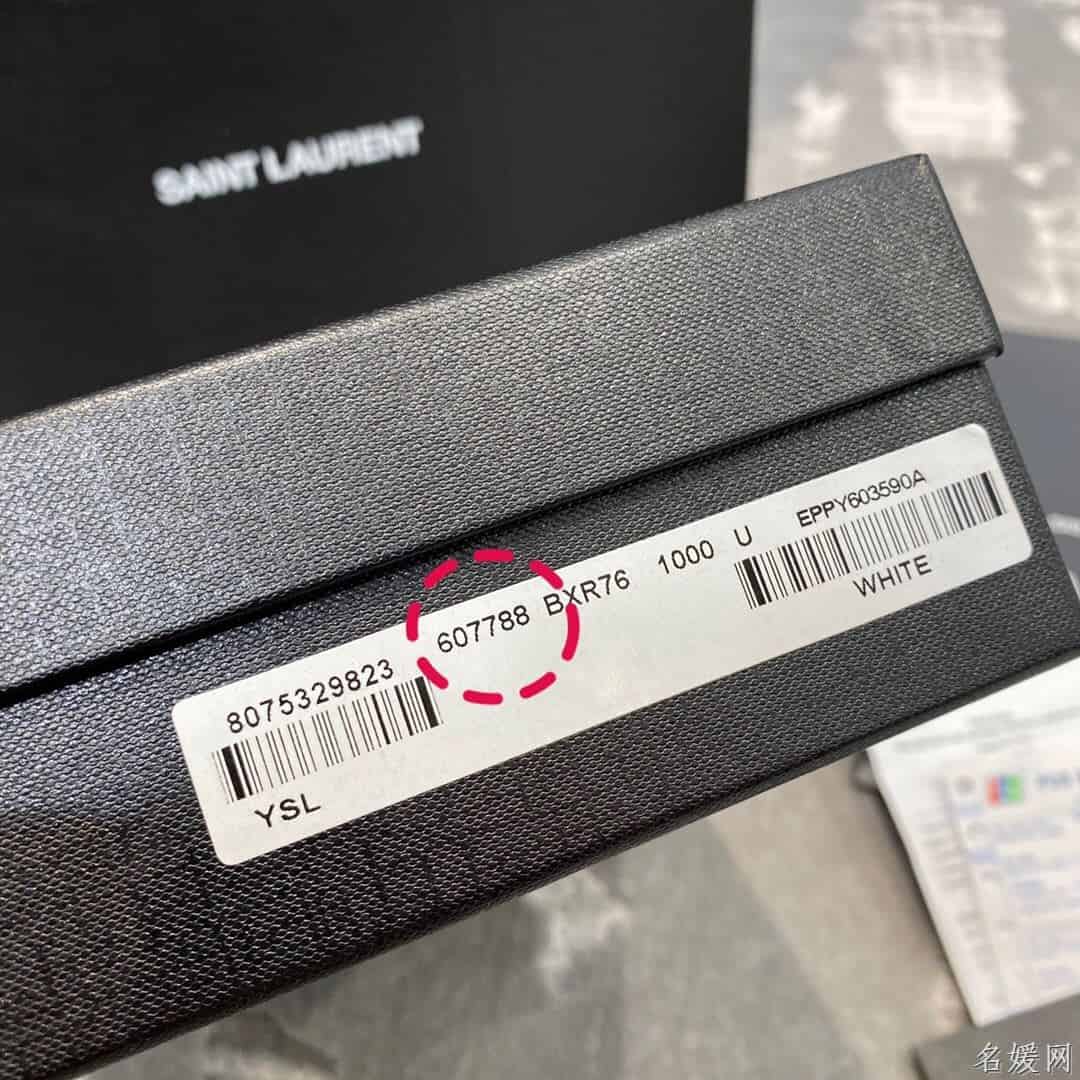 SAINT LAURENT
8075329823 607788 BXR76 1000 U EPPY603590A
YSL WHITE
名媛网